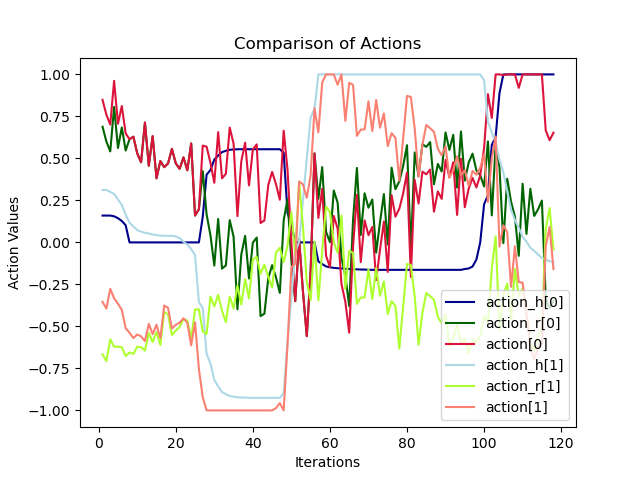 Comparison of Actions
1.00
0.75
0.50
0.25
0.00
−0.25
−0.50
−0.75
−1.00
Action Values
0 20 40 60 80 100 120
Iterations
action_h[0]
action_r[0]
action[0]
action_h[1]
action_r[1]
action[1]